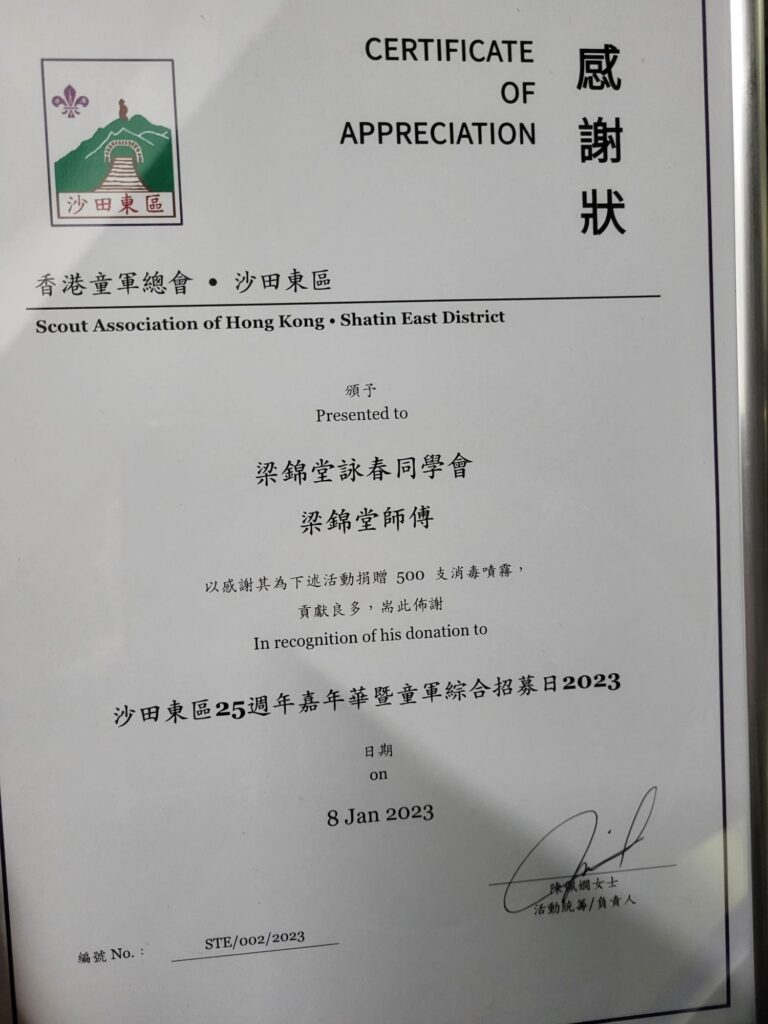 CERTIFICATE
OF
APPRECIATION
感謝狀
沙田東區
香港童軍總會 • 沙田東區
Scout Association of Hong Kong • Shatin East District
頒予
Presented to
梁錦堂詠春同學會
梁錦堂師傅
以感謝其為下述活動捐贈 500 支消毒噴霧，
貢獻良多，耑此佈謝
In recognition of his donation to
沙田東區25週年嘉年華暨童軍綜合招募日2023
日期
on
8 Jan 2023
陳佩嫺女士
活動統籌/負責人
編號 No.： STE/002/2023